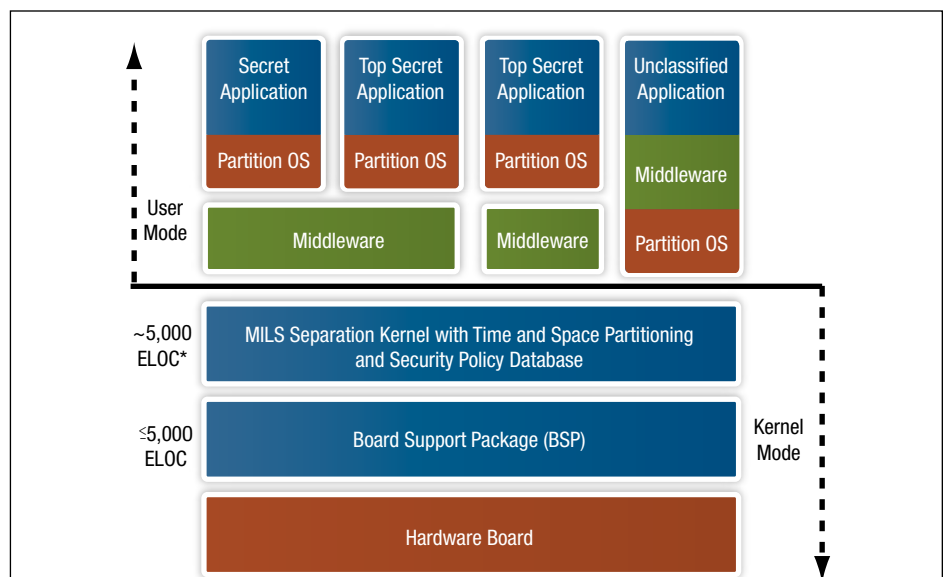 Secret
Application
Partition OS
Top Secret
Application
Partition OS
Top Secret
Application
Partition OS
Unclassified
Application
Middleware
Partition OS
User
Mode
Middleware
Middleware
~5,000
ELOC*
MILS Separation Kernel with Time and Space Partitioning
and Security Policy Database
≤5,000
ELOC
Board Support Package (BSP)
Kernel
Mode
Hardware Board